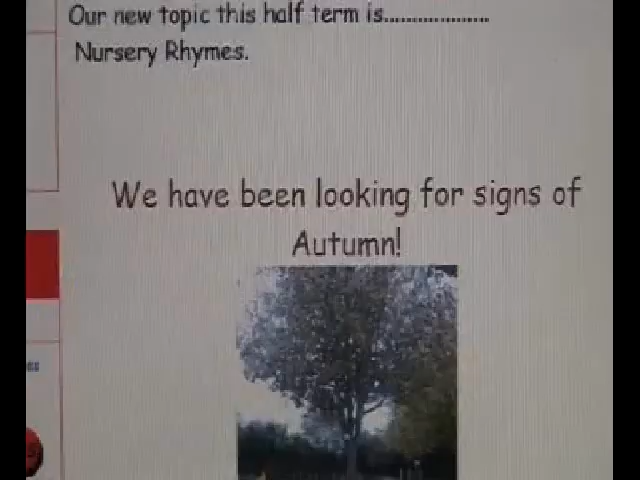 Our new topic this half term is...................
Nursery Rhymes.
We have been looking for signs of
Autumn!